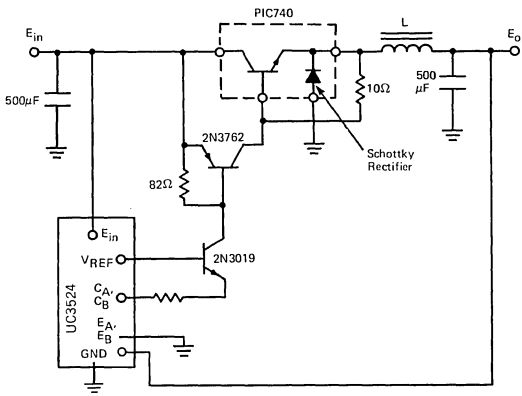 PIC740
E_in
L
E_o
500μF
10Ω
500
μF
2N3762
Schottky
Rectifier
82Ω
E_in
V_REF
2N3019
C_A,
C_B
UC3524
E_A,
E_B
GND